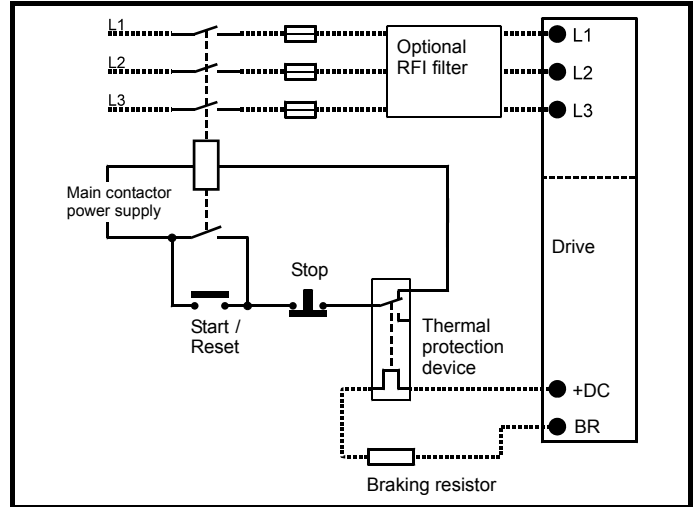 L1
L2
L3
Optional
RFI filter
L1
L2
L3
Main contactor
power supply
Drive
Stop
Start /
Reset
Thermal
protection
device
+DC
BR
Braking resistor